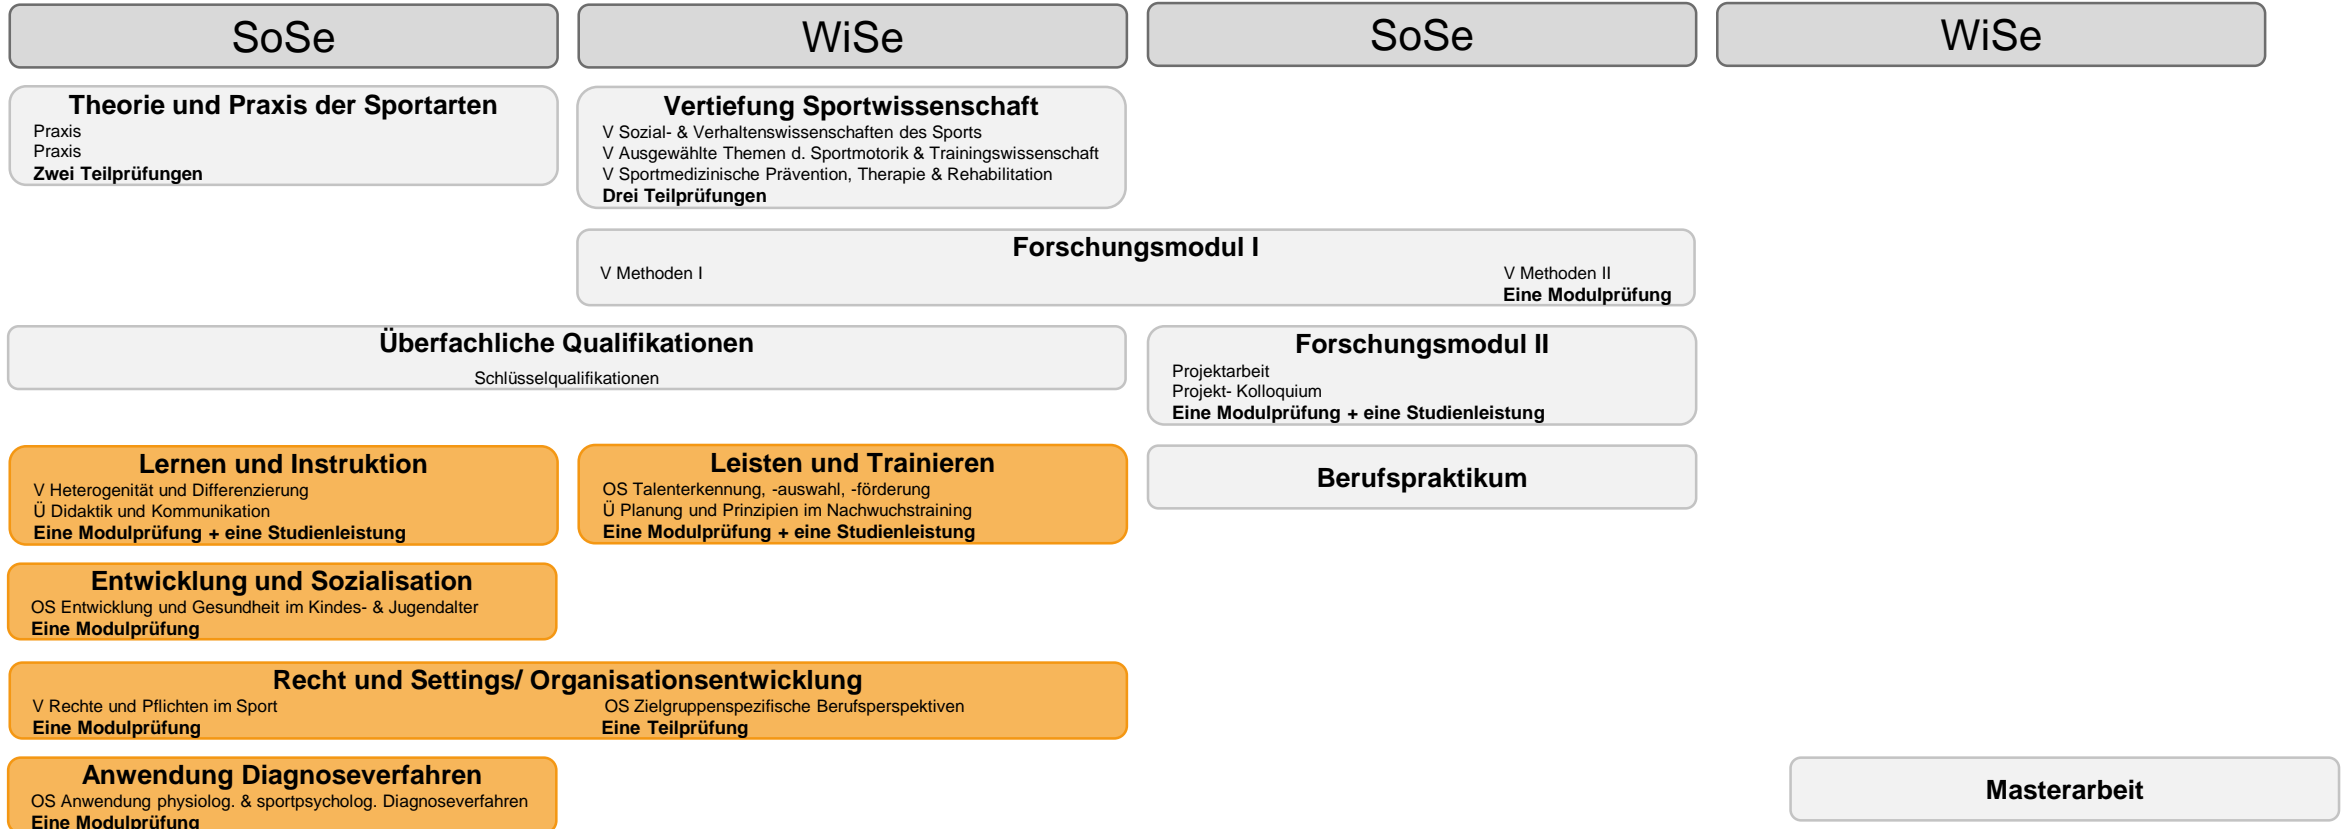 SoSe
WiSe
SoSe
WiSe
Theorie und Praxis der Sportarten
Praxis
Praxis
Zwei Teilprüfungen
Vertiefung Sportwissenschaft
V Sozial- & Verhaltenswissenschaften des Sports
V Ausgewählte Themen d. Sportmotorik & Trainingswissenschaft
V Sportmedizinische Prävention, Therapie & Rehabilitation
Drei Teilprüfungen
Forschungsmodul I
V Methoden I
V Methoden II
Eine Modulprüfung
Überfachliche Qualifikationen
Schlüsselqualifikationen
Forschungsmodul II
Projektarbeit
Projekt- Kolloquium
Eine Modulprüfung + eine Studienleistung
Lernen und Instruktion
V Heterogenität und Differenzierung
Ü Didaktik und Kommunikation
Eine Modulprüfung + eine Studienleistung
Leisten und Trainieren
OS Talenterkennung, -auswahl, -förderung
Ü Planung und Prinzipien im Nachwuchstraining
Eine Modulprüfung + eine Studienleistung
Berufspraktikum
Entwicklung und Sozialisation
OS Entwicklung und Gesundheit im Kindes- & Jugendalter
Eine Modulprüfung
Recht und Settings/ Organisationsentwicklung
V Rechte und Pflichten im Sport
Eine Modulprüfung
OS Zielgruppenspezifische Berufsperspektiven
Eine Teilprüfung
Anwendung Diagnoseverfahren
OS Anwendung physiolog. & sportpsycholog. Diagnoseverfahren
Eine Modulprüfung
Masterarbeit